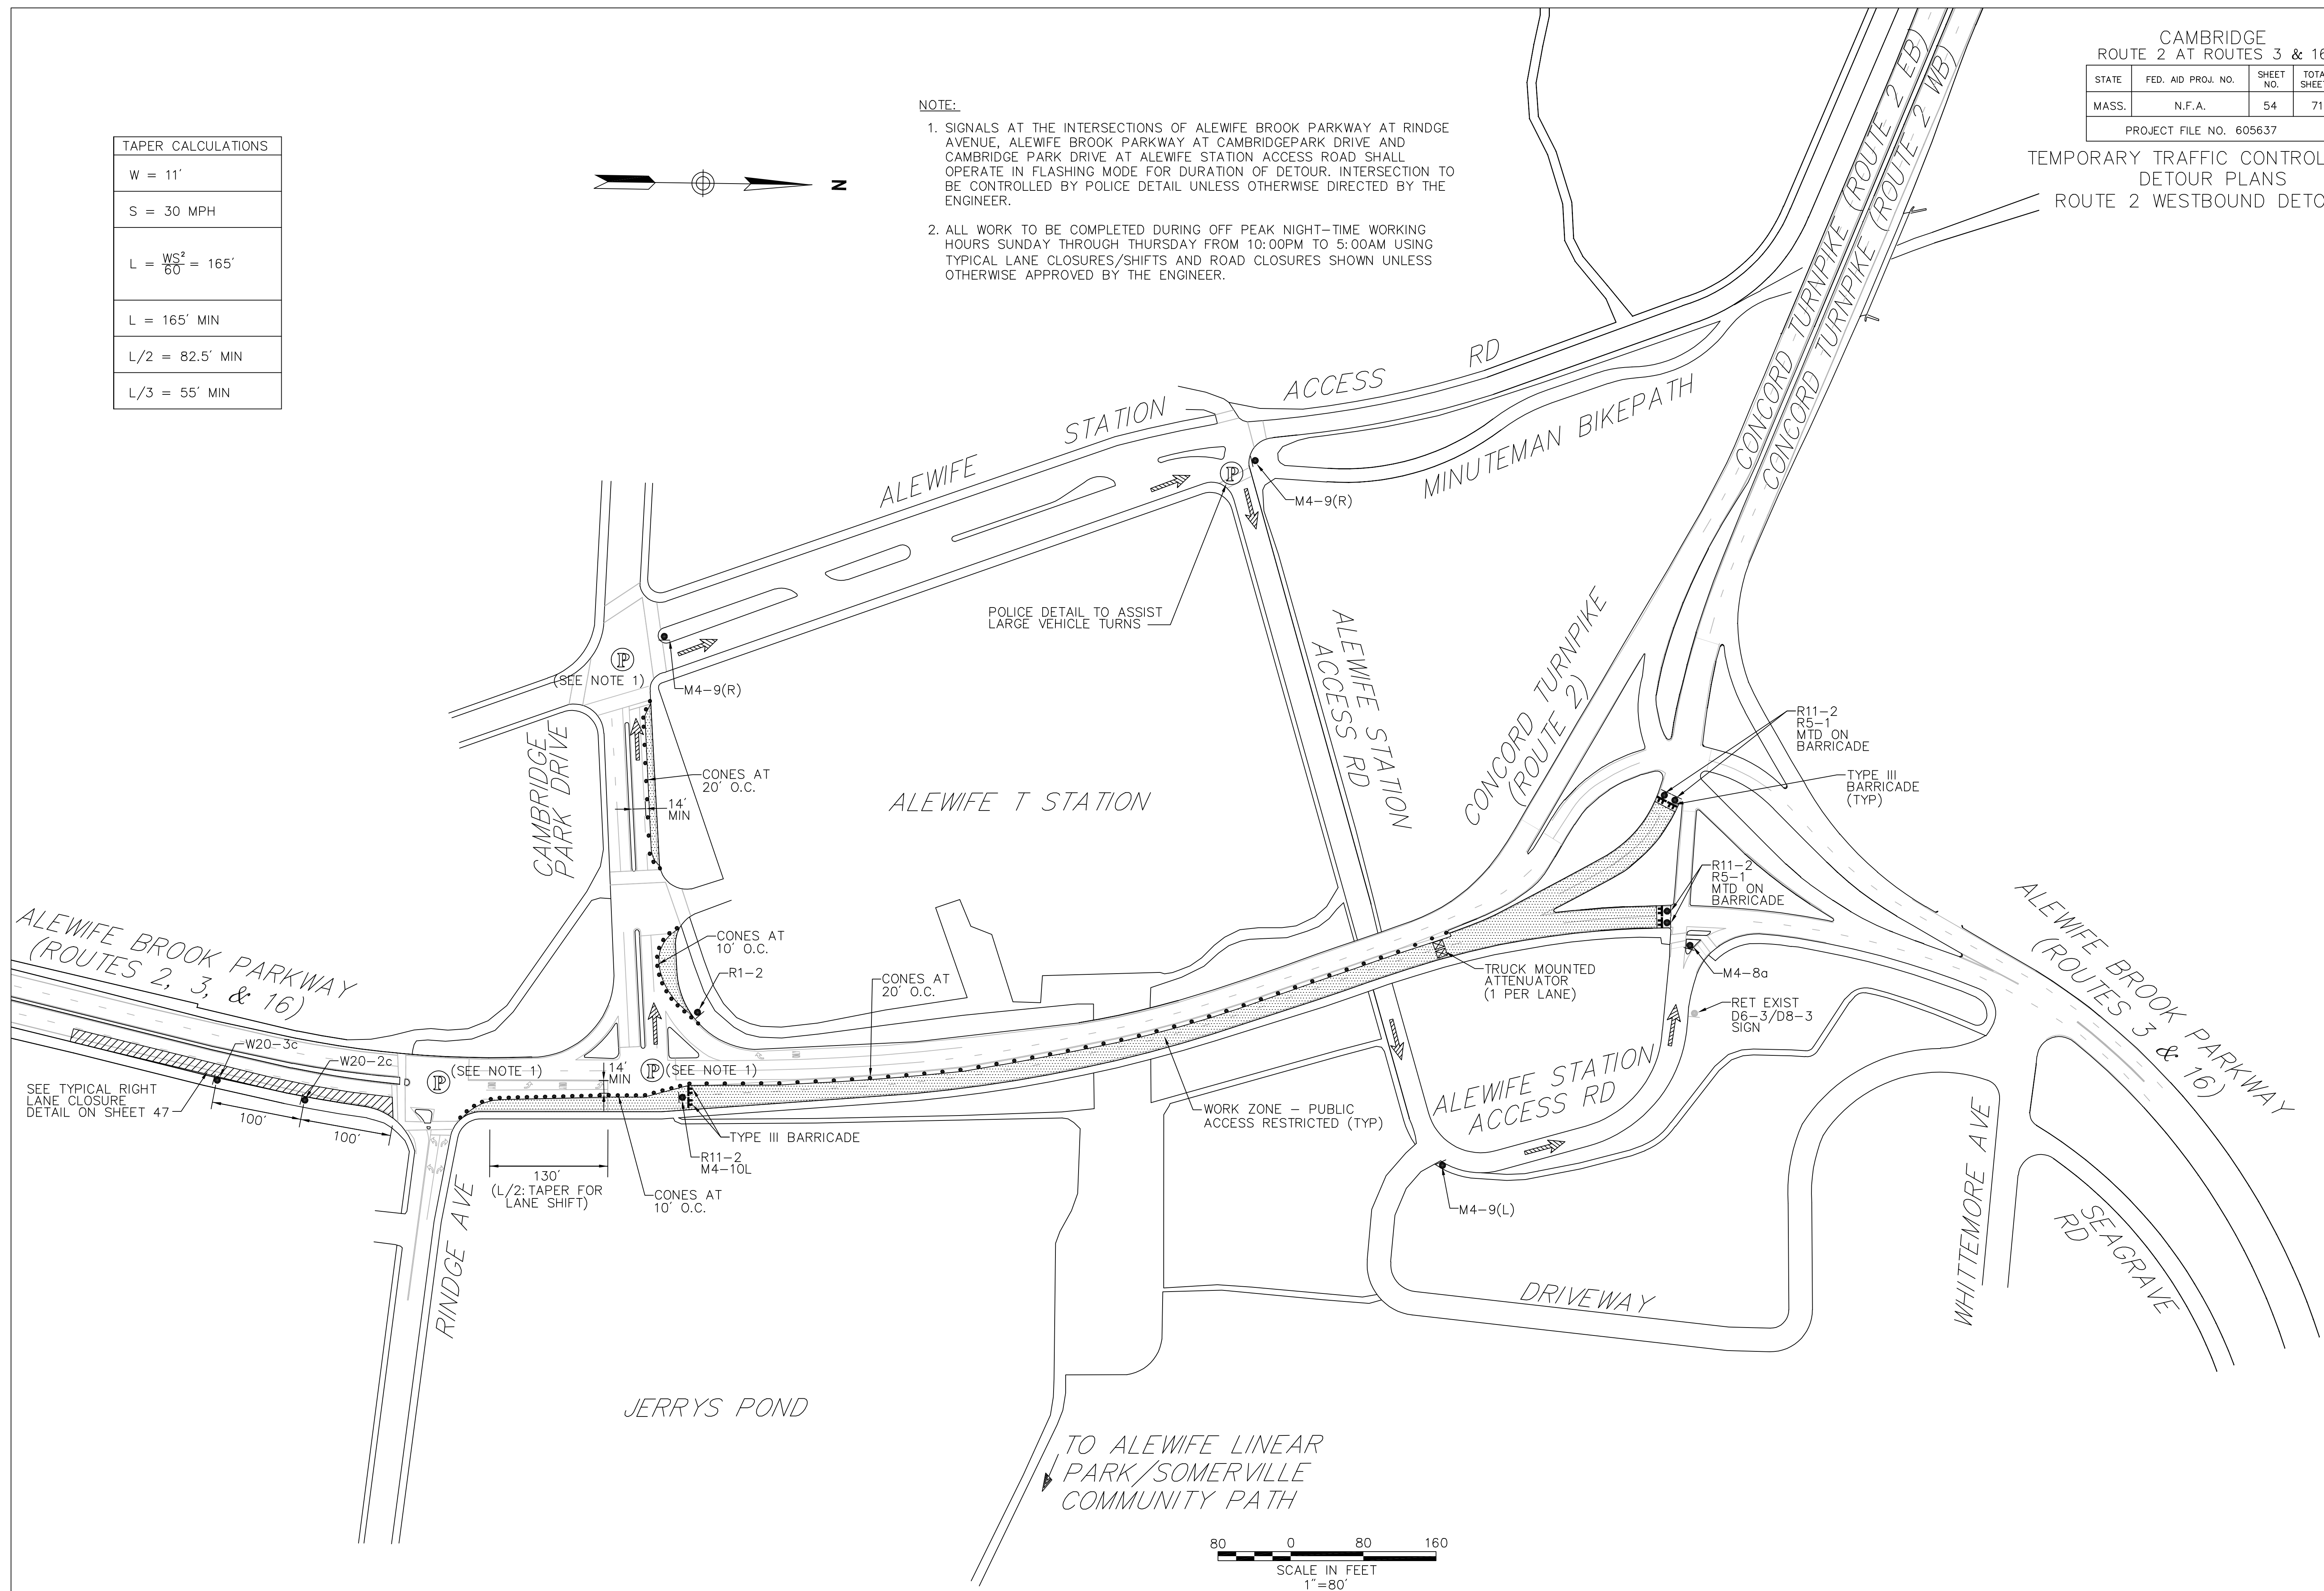 CAMBRIDGE
ROUTE 2 AT ROUTES 3 & 16
STATE
FED. AID PROJ. NO.
SHEET
NO.
MASS.
N.F.A.
54
71
PROJECT FILE NO. 605637
TEMPORARY TRAFFIC CONTROL
DETOUR PLANS
ROUTE 2 WESTBOUND
TAPER CALCULATIONS
W = 11'
S = 30 MPH
L = WS²/60 = 165'
L = 165' MIN
L/2 = 82.5' MIN
L/3 = 55' MIN
N
NOTE:
1. SIGNALS AT THE INTERSECTIONS OF ALEWIFE BROOK PARKWAY AT RINDGE
AVENUE, ALEWIFE BROOK PARKWAY AT CAMBRIDGEPARK DRIVE AND
CAMBRIDGE PARK DRIVE AT ALEWIFE STATION ACCESS ROAD SHALL
OPERATE IN FLASHING MODE FOR DURATION OF DETOUR. INTERSECTION TO
BE CONTROLLED BY POLICE DETAIL UNLESS OTHERWISE DIRECTED BY THE
ENGINEER.
2. ALL WORK TO BE COMPLETED DURING OFF PEAK NIGHT-TIME WORKING
HOURS SUNDAY THROUGH THURSDAY FROM 10:00PM TO 5:00AM USING
TYPICAL LANE CLOSURES/SHIFTS AND ROAD CLOSURES SHOWN UNLESS
OTHERWISE APPROVED BY THE ENGINEER.
CONCORD TURNPIKE (ROUTE 2 EB)
CONCORD TURNPIKE (ROUTE 2 WB)
ALEWIFE STATION ACCESS RD
MINUTEMAN BIKEPATH
P
M4-9(R)
POLICE DETAIL TO ASSIST
LARGE VEHICLE TURNS
ALEWIFE STATION
ACCESS RD
CONCORD TURNPIKE
(ROUTE 2)
P
(SEE NOTE 1)
M4-9(R)
R11-2
R5-1
MTD ON
BARRICADE
TYPE III
BARRICADE
(TYP)
CAMBRIDGE
PARK DRIVE
CONES AT
20' O.C.
14'
MIN
ALEWIFE T STATION
R11-2
R5-1
MTD ON
BARRICADE
ALEWIFE BROOK PARKWAY
(ROUTES 2, 3, & 16)
CONES AT
10' O.C.
R1-2
CONES AT
20' O.C.
TRUCK MOUNTED
ATTENUATOR
(1 PER LANE)
M4-8a
RET EXIST
D6-3/D8-3
SIGN
ALEWIFE BROOK PARKWAY
(ROUTES 3 & 16)
W20-3c
W20-2c
SEE TYPICAL RIGHT
LANE CLOSURE
DETAIL ON SHEET 47
100'
100'
P
(SEE NOTE 1)
14'
MIN
P
(SEE NOTE 1)
TYPE III BARRICADE
R11-2
M4-10L
130'
(L/2: TAPER FOR
LANE SHIFT)
CONES AT
10' O.C.
WORK ZONE - PUBLIC
ACCESS RESTRICTED (TYP)
ALEWIFE STATION
ACCESS RD
M4-9(L)
RINDGE AVE
WHITTEMORE AVE
SEAGRAVE
RD
DRIVEWAY
JERRYS POND
TO ALEWIFE LINEAR
PARK/SOMERVILLE
COMMUNITY PATH
80 0 80 160
SCALE IN FEET
1"=80'